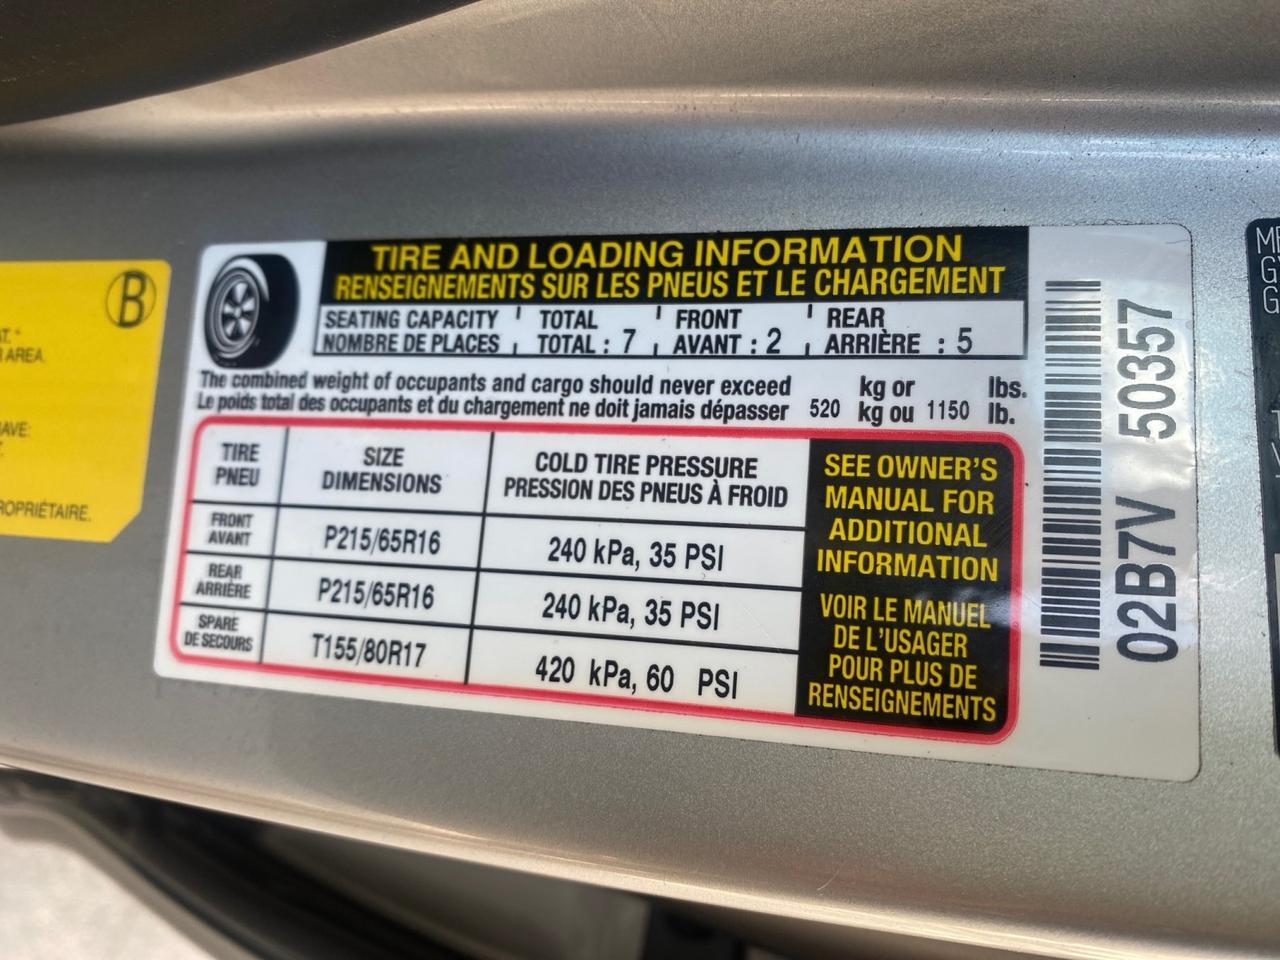 B
AT."
R AREA.
AVE:
T.
ROPRIÉTAIRE.
TIRE AND LOADING INFORMATION
RENSEIGNEMENTS SUR LES PNEUS ET LE CHARGEMENT
SEATING CAPACITY TOTAL FRONT REAR
NOMBRE DE PLACES TOTAL : 7 AVANT : 2 ARRIÈRE : 5
The combined weight of occupants and cargo should never exceed kg or lbs.
Le poids total des occupants et du chargement ne doit jamais dépasser 520 kg ou 1150 lb.
TIRE SIZE COLD TIRE PRESSURE
PNEU DIMENSIONS PRESSION DES PNEUS À FROID
FRONT
AVANT P215/65R16 240 kPa, 35 PSI
REAR
ARRIÈRE P215/65R16 240 kPa, 35 PSI
SPARE
DE SECOURS T155/80R17 420 kPa, 60 PSI
SEE OWNER'S
MANUAL FOR
ADDITIONAL
INFORMATION
VOIR LE MANUEL
DE L'USAGER
POUR PLUS DE
RENSEIGNEMENTS
02B7V 50357